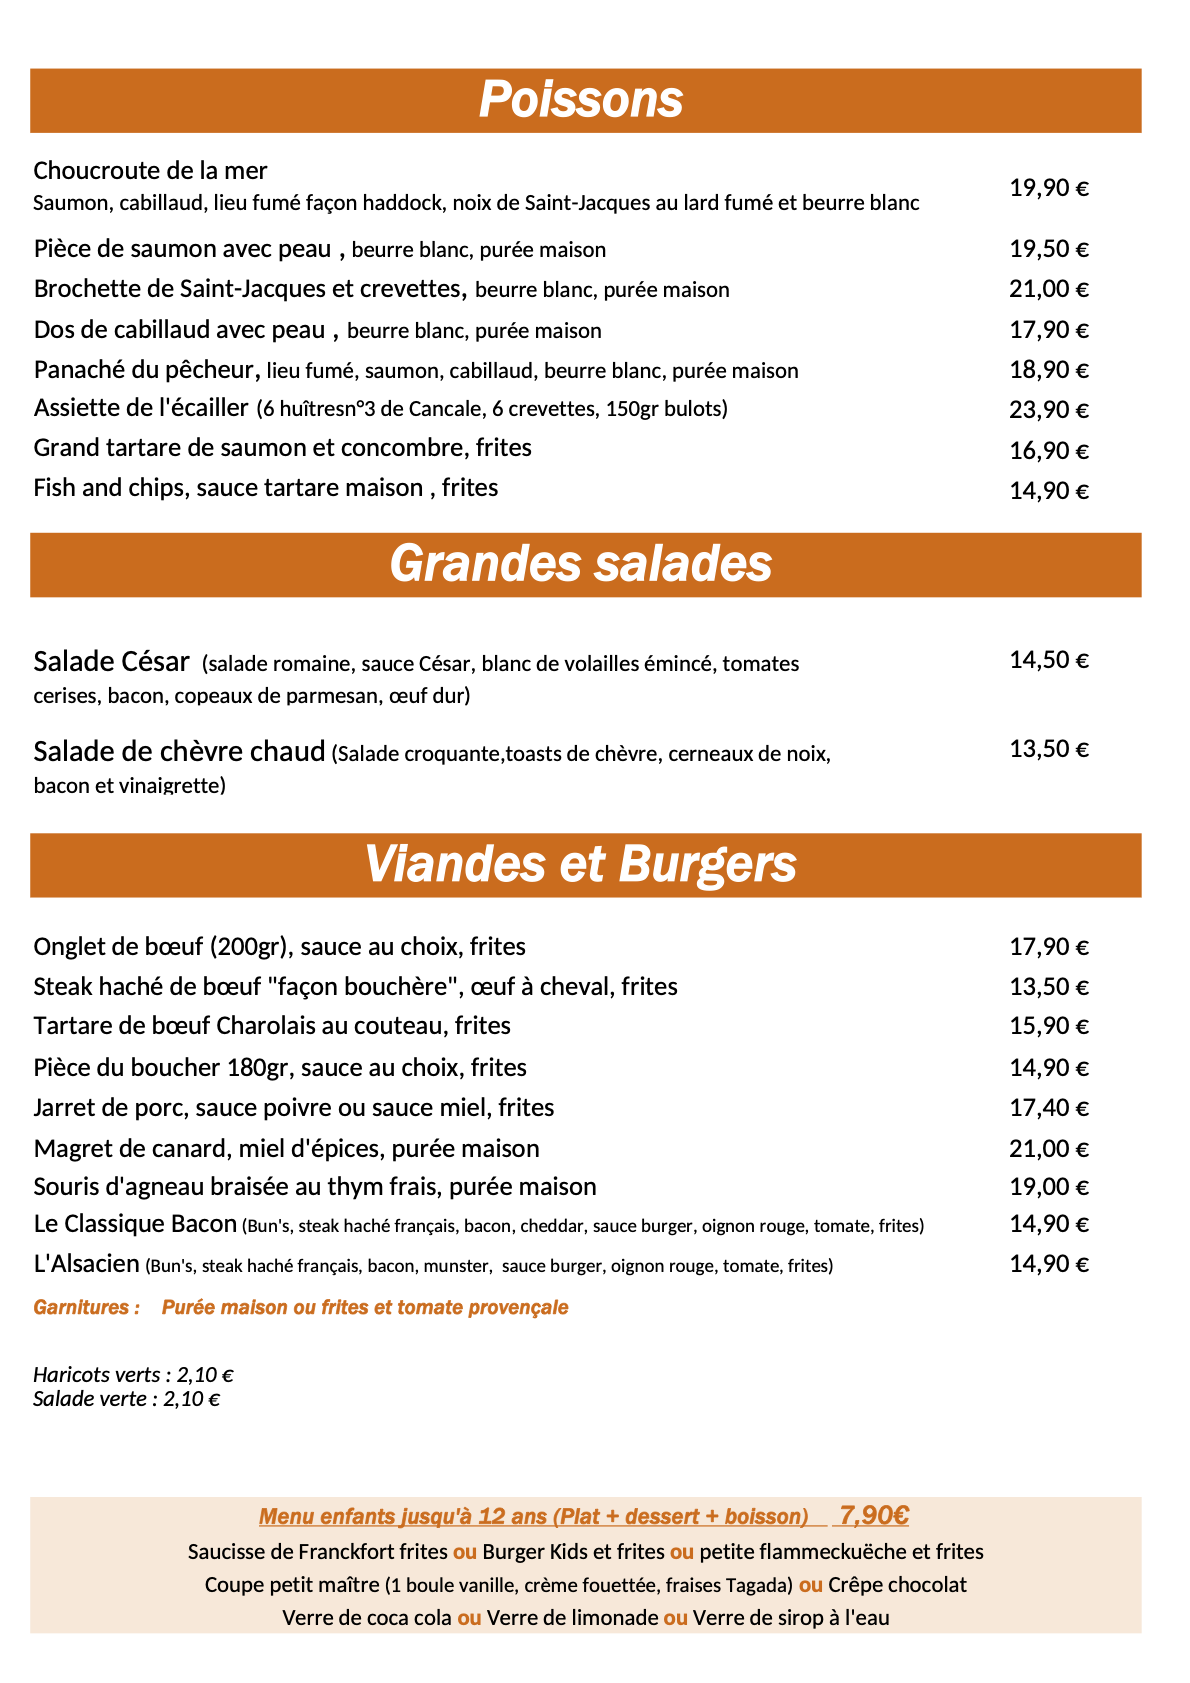 Poissons
Choucroute de la mer
19,90 €
Saumon, cabillaud, lieu fumé façon haddock, noix de Saint-Jacques au lard fumé et beurre blanc
Pièce de saumon avec peau , beurre blanc, purée maison 19,50 €
Brochette de Saint-Jacques et crevettes, beurre blanc, purée maison 21,00 €
Dos de cabillaud avec peau , beurre blanc, purée maison 17,90 €
Panaché du pêcheur, lieu fumé, saumon, cabillaud, beurre blanc, purée maison 18,90 €
Assiette de l'écailler (6 huîtresn°3 de Cancale, 6 crevettes, 150gr bulots) 23,90 €
Grand tartare de saumon et concombre, frites 16,90 €
Fish and chips, sauce tartare maison , frites 14,90 €
Grandes salades
Salade César (salade romaine, sauce César, blanc de volailles émincé, tomates 14,50 €
cerises, bacon, copeaux de parmesan, œuf dur)
Salade de chèvre chaud (Salade croquante,toasts de chèvre, cerneaux de noix, 13,50 €
bacon et vinaigrette)
Viandes et Burgers
Onglet de bœuf (200gr), sauce au choix, frites 17,90 €
Steak haché de bœuf "façon bouchère", œuf à cheval, frites 13,50 €
Tartare de bœuf Charolais au couteau, frites 15,90 €
Pièce du boucher 180gr, sauce au choix, frites 14,90 €
Jarret de porc, sauce poivre ou sauce miel, frites 17,40 €
Magret de canard, miel d'épices, purée maison 21,00 €
Souris d'agneau braisée au thym frais, purée maison 19,00 €
Le Classique Bacon (Bun's, steak haché français, bacon, cheddar, sauce burger, oignon rouge, tomate, frites) 14,90 €
L'Alsacien (Bun's, steak haché français, bacon, munster, sauce burger, oignon rouge, tomate, frites) 14,90 €
Garnitures : Purée maison ou frites et tomate provençale
Haricots verts : 2,10 €
Salade verte : 2,10 €
Menu enfants jusqu'à 12 ans (Plat + dessert + boisson) 7,90€
Saucisse de Franckfort frites ou Burger Kids et frites ou petite flammeckuëche et frites
Coupe petit maître (1 boule vanille, crème fouettée, fraises Tagada) ou Crêpe chocolat
Verre de coca cola ou Verre de limonade ou Verre de sirop à l'eau